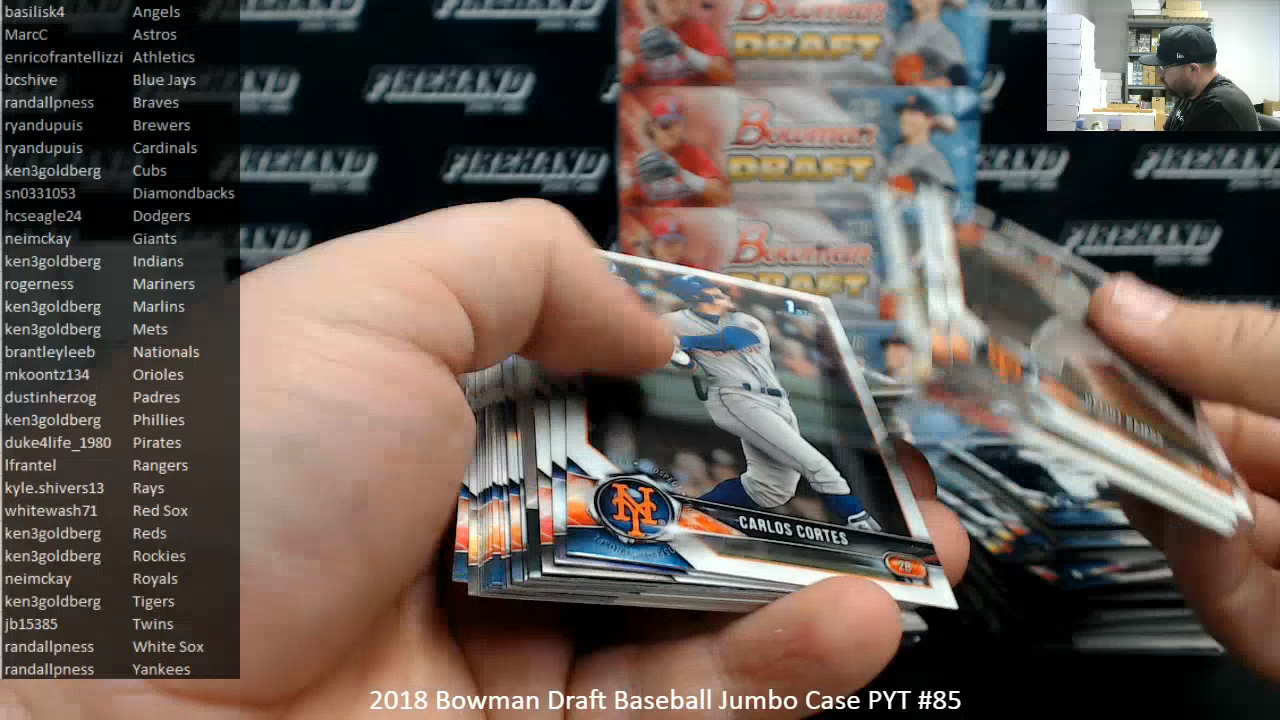 basilisk4 Angels
MarcC Astros
enricofrantellizzi Athletics
bcshive Blue Jays
randallpness Braves
ryandupuis Brewers
ryandupuis Cardinals
ken3goldberg Cubs
sn0331053 Diamondbacks
hcseagle24 Dodgers
neimckay Giants
ken3goldberg Indians
rogerness Mariners
ken3goldberg Marlins
ken3goldberg Mets
brantleyleeb Nationals
mkoontz134 Orioles
dustinherzog Padres
ken3goldberg Phillies
duke4life_1980 Pirates
lfrantel Rangers
kyle.shivers13 Rays
whitewash71 Red Sox
ken3goldberg Reds
ken3goldberg Rockies
neimckay Royals
ken3goldberg Tigers
jb15385 Twins
randallpness White Sox
randallpness Yankees
FIREHAND
FIREHAND
FIREHAND
FIREHAND
FIREHAND
Bowman
DRAFT
Bowman
DRAFT
Bowman
DRAFT
1st
NY
CARLOS CORTES
2B
2018 Bowman Draft Baseball Jumbo Case PYT #85